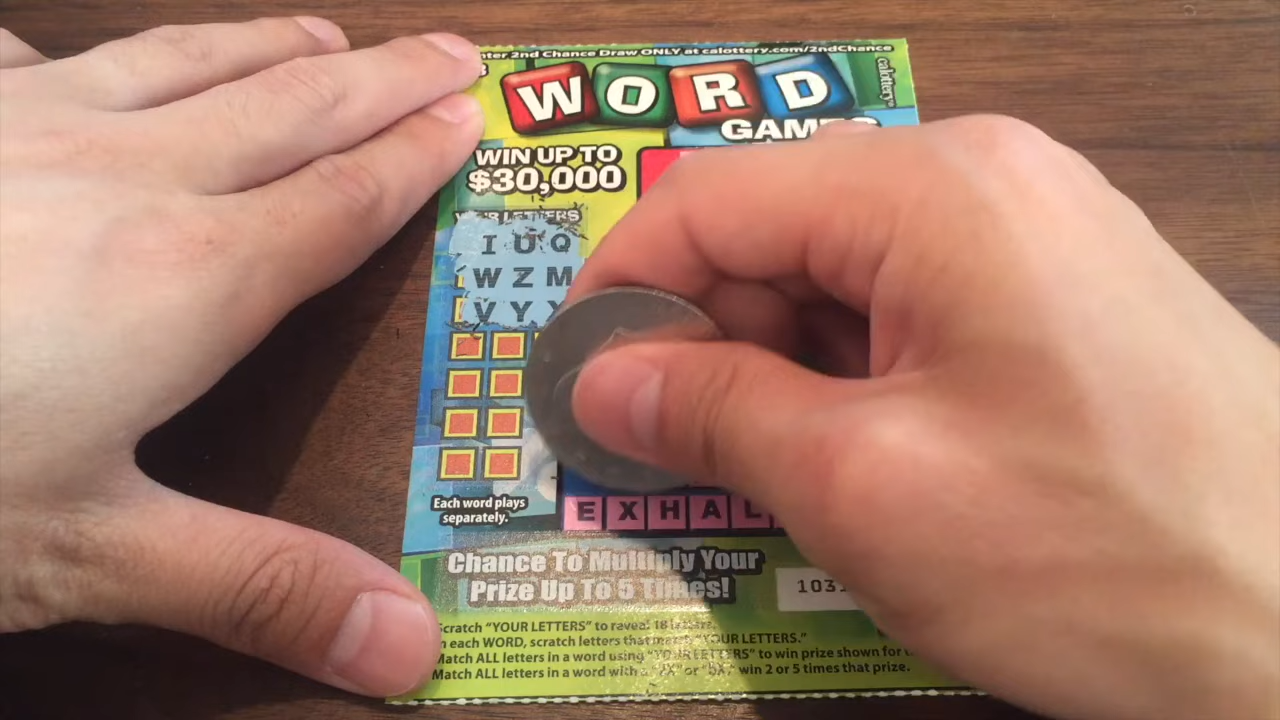 nter 2nd Chance Draw ONLY at calottery.com/2ndChance
calottery
WORD
GAMES
WIN UP TO
$30,000
YOUR LETTERS
I U Q
W Z M
V Y X
Each word plays
separately.
E X H A L
Chance To Multiply Your
Prize Up To 5 Times!
103
Scratch "YOUR LETTERS" to reveal 18 letters.
n each WORD, scratch letters that match "YOUR LETTERS."
Match ALL letters in a word using "YOUR LETTERS" to win prize shown for
Match ALL letters in a word with a "2X" or "5X," win 2 or 5 times that prize.